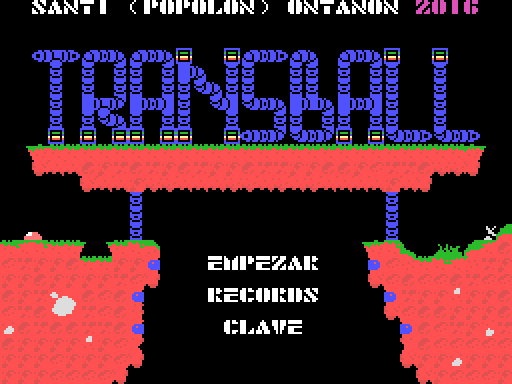 SANTI (POPOLON) ONTANON 2016
TRANSBALL
EMPEZAR
RECORDS
CLAVE